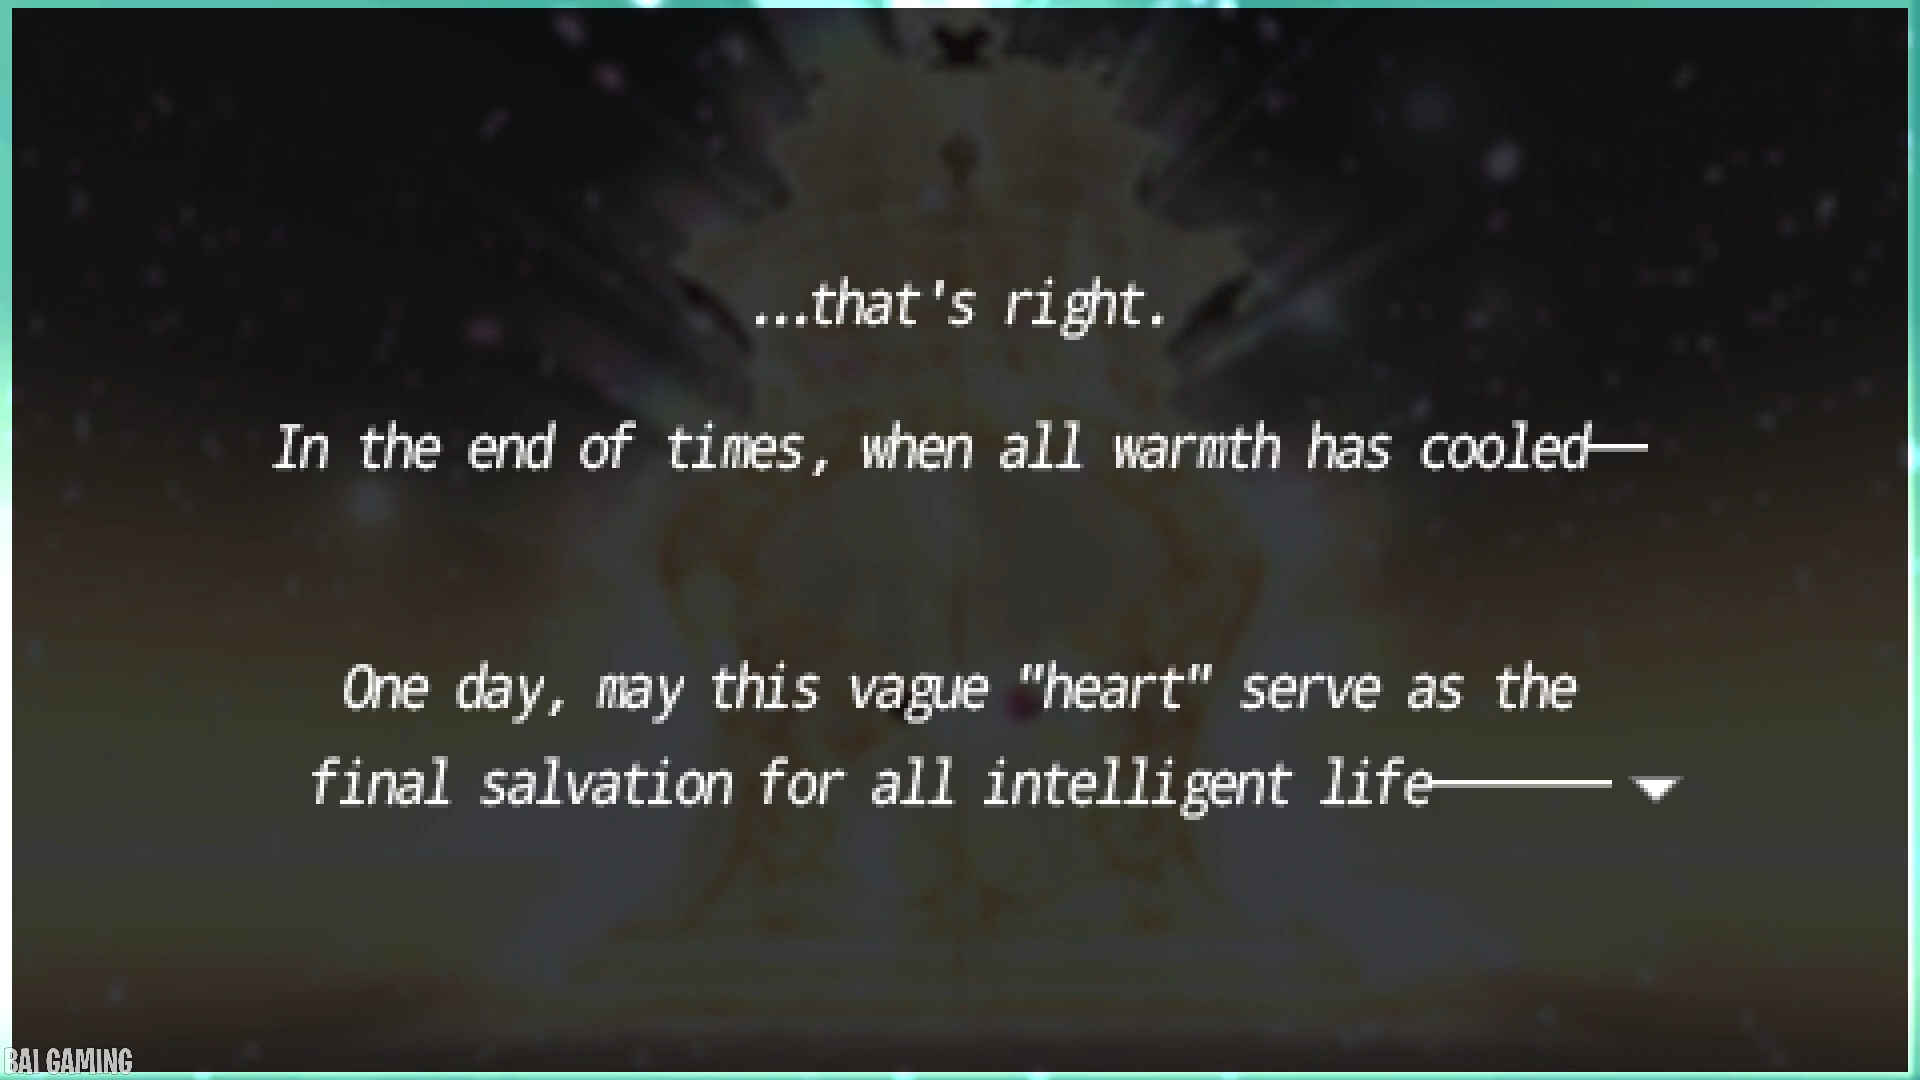 ...that's right.
In the end of times, when all warmth has cooled——
One day, may this vague "heart" serve as the
final salvation for all intelligent life——————
BAI GAMING